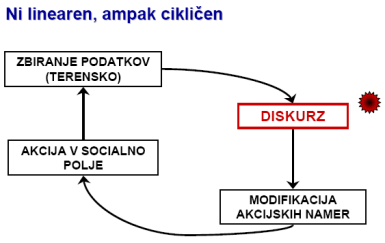 Ni linearen, ampak cikličen
ZBIRANJE PODATKOV
(TERENSKO)
DISKURZ
AKCIJA V SOCIALNO
POLJE
MODIFIKACIJA
AKCIJSKIH NAMER